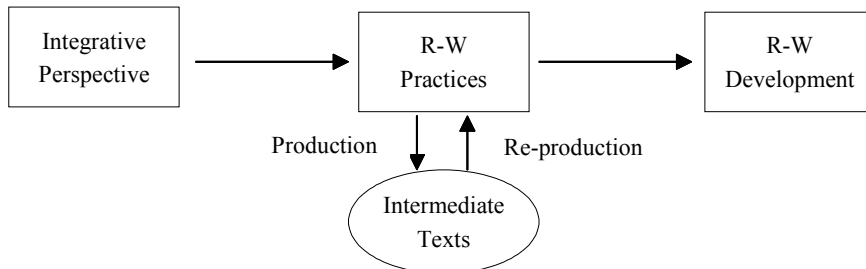 Integrative
Perspective
R-W
Practices
R-W
Development
Production
Re-production
Intermediate
Texts